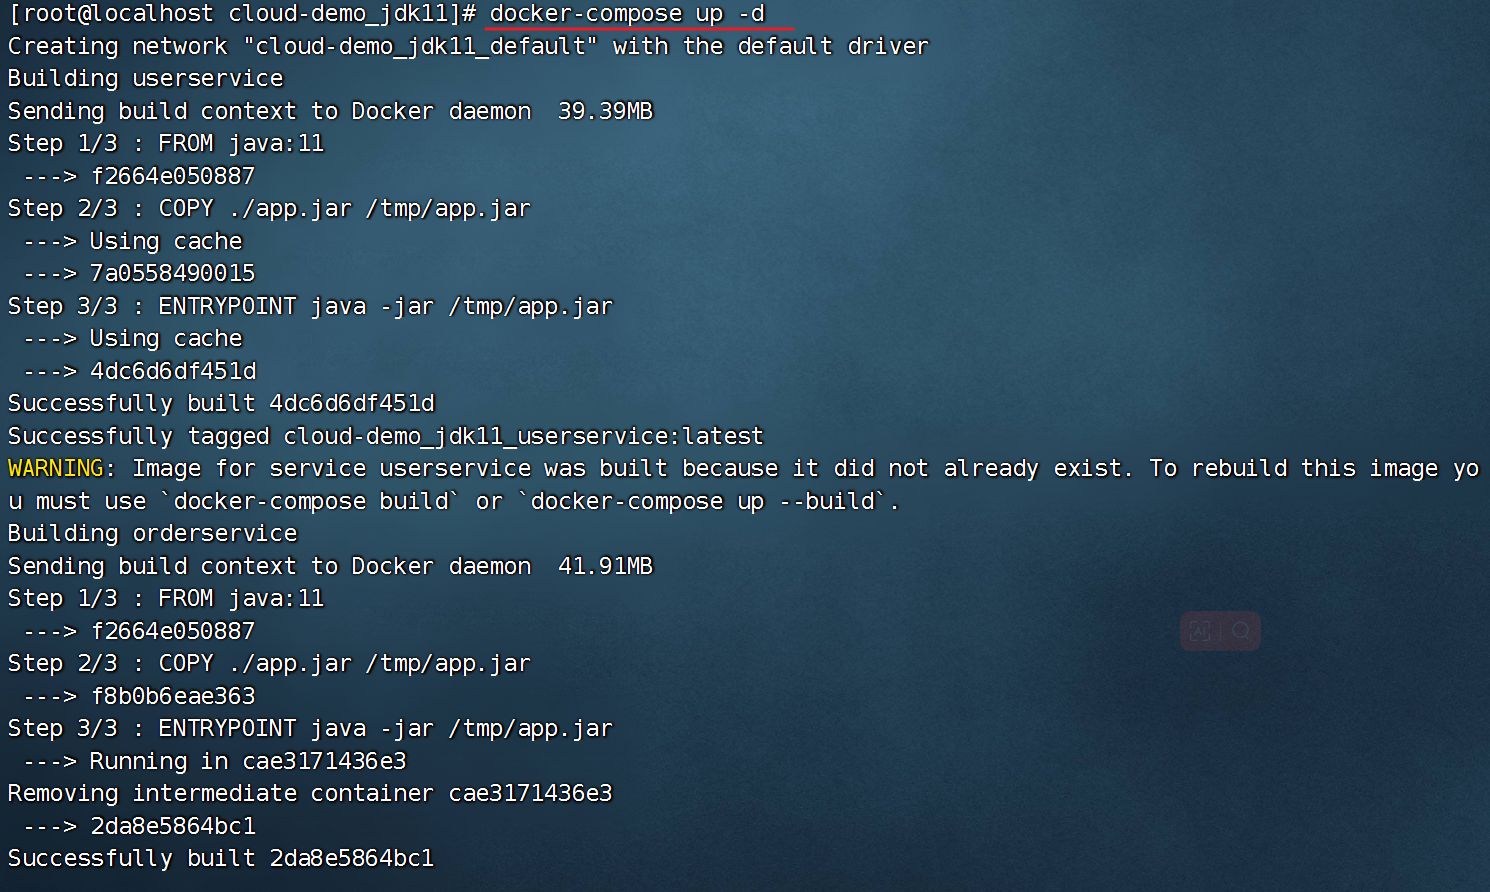 [root@localhost cloud-demo_jdk11]# docker-compose up -d
Creating network "cloud-demo_jdk11_default" with the default driver
Building userservice
Sending build context to Docker daemon  39.39MB
Step 1/3 : FROM java:11
 ---> f2664e050887
Step 2/3 : COPY ./app.jar /tmp/app.jar
 ---> Using cache
 ---> 7a0558490015
Step 3/3 : ENTRYPOINT java -jar /tmp/app.jar
 ---> Using cache
 ---> 4dc6d6df451d
Successfully built 4dc6d6df451d
Successfully tagged cloud-demo_jdk11_userservice:latest
WARNING: Image for service userservice was built because it did not already exist. To rebuild this image yo
u must use `docker-compose build` or `docker-compose up --build`.
Building orderservice
Sending build context to Docker daemon  41.91MB
Step 1/3 : FROM java:11
 ---> f2664e050887
Step 2/3 : COPY ./app.jar /tmp/app.jar
 ---> f8b0b6eae363
Step 3/3 : ENTRYPOINT java -jar /tmp/app.jar
 ---> Running in cae3171436e3
Removing intermediate container cae3171436e3
 ---> 2da8e5864bc1
Successfully built 2da8e5864bc1
AI